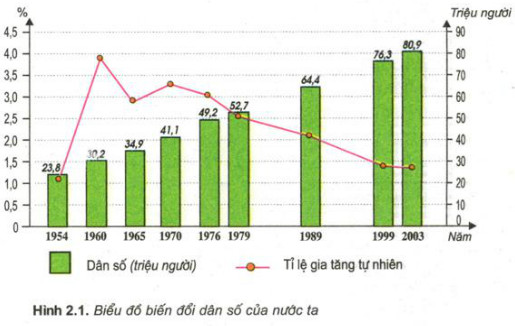 % Triệu người
4,5 90
4,0 80
3,5 70
3,0 60
2,5 50
2,0 40
1,5 30
1,0 20
0,5 10
0 0
23,8 30,2 34,9 41,1 49,2 52,7 64,4 76,3 80,9
1954 1960 1965 1970 1976 1979 1989 1999 2003 Năm
Dân số (triệu người) Tỉ lệ gia tăng tự nhiên
Hình 2.1. Biểu đồ biến đổi dân số của nước ta